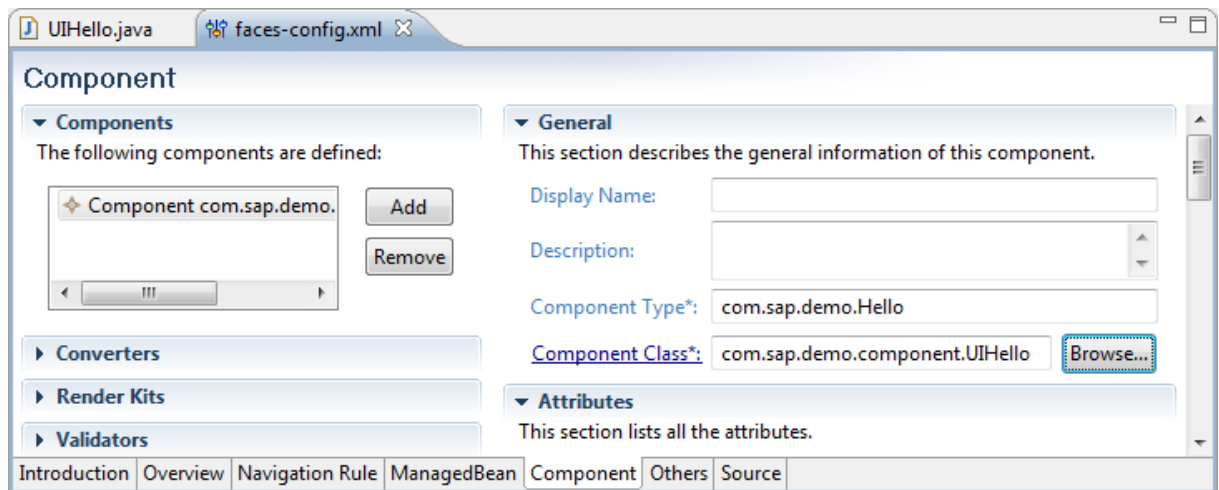 UIHello.java
faces-config.xml
Component
Components
The following components are defined:
Component com.sap.demo.
Add
Remove
Converters
Render Kits
Validators
General
This section describes the general information of this component.
Display Name:
Description:
Component Type*: com.sap.demo.Hello
Component Class*: com.sap.demo.component.UIHello Browse...
Attributes
This section lists all the attributes.
Introduction Overview Navigation Rule ManagedBean Component Others Source